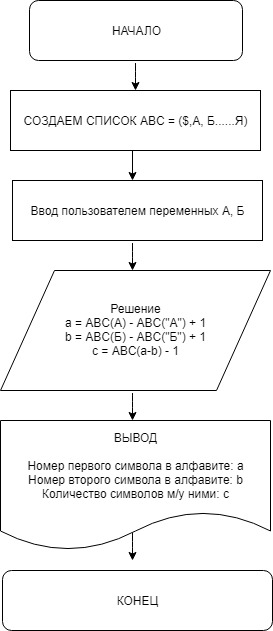 НАЧАЛО
СОЗДАЕМ СПИСОК ABC = ($,А, Б......Я)
Ввод пользователем переменных А, Б
Решение
a = ABC(А) - ABC("А") + 1
b = ABC(Б) - ABC("Б") + 1
c = ABC(a-b) - 1
ВЫВОД
Номер первого символа в алфавите: a
Номер второго символа в алфавите: b
Количество символов м/у ними: c
КОНЕЦ